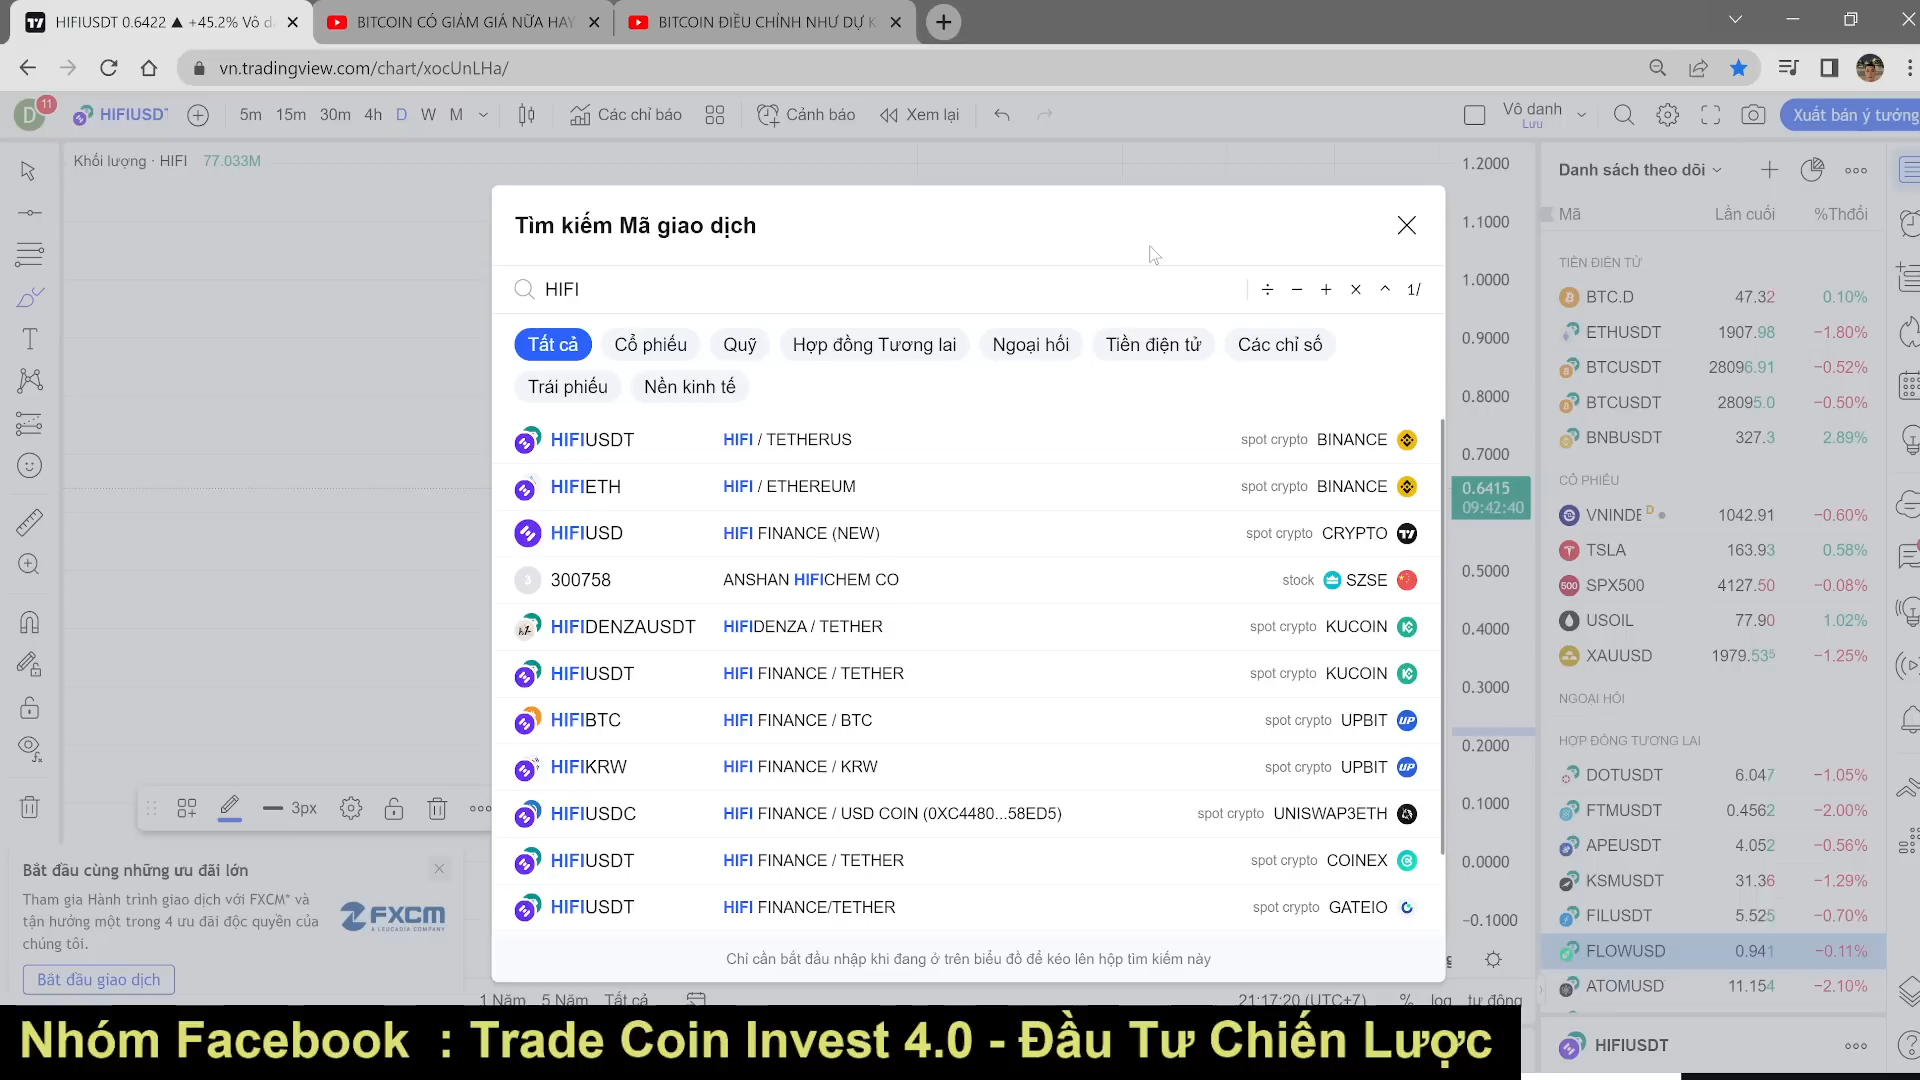 HIFIUSDT 0.6422 ▲ +45.2% Vô d
BITCOIN CÓ GIẢM GIÁ NỮA HAY
BITCOIN ĐIỀU CHỈNH NHƯ DỰ K
vn.tradingview.com/chart/xocUnLHa/
D
11
HIFIUSDT
5m 15m 30m 4h D W M
Các chỉ báo
Cảnh báo
Xem lại
Vô danh
Lưu
Xuất bản ý tưởng
Khối lượng · HIFI 77.033M
Tìm kiếm Mã giao dịch
HIFI
÷ − + × ^ 1/
Tất cả
Cổ phiếu
Quỹ
Hợp đồng Tương lai
Ngoại hối
Tiền điện tử
Các chỉ số
Trái phiếu
Nền kinh tế
HIFIUSDT HIFI / TETHERUS spot crypto BINANCE
HIFIETH HIFI / ETHEREUM spot crypto BINANCE
HIFIUSD HIFI FINANCE (NEW) spot crypto CRYPTO
3 300758 ANSHAN HIFICHEM CO stock SZSE
HIFIDENZAUSDT HIFIDENZA / TETHER spot crypto KUCOIN
HIFIUSDT HIFI FINANCE / TETHER spot crypto KUCOIN
HIFIBTC HIFI FINANCE / BTC spot crypto UPBIT
HIFIKRW HIFI FINANCE / KRW spot crypto UPBIT
HIFIUSDC HIFI FINANCE / USD COIN (0XC4480...58ED5) spot crypto UNISWAP3ETH
HIFIUSDT HIFI FINANCE / TETHER spot crypto COINEX
HIFIUSDT HIFI FINANCE/TETHER spot crypto GATEIO
Chỉ cần bắt đầu nhập khi đang ở trên biểu đồ để kéo lên hộp tìm kiếm này
1.2000
1.1000
1.0000
0.9000
0.8000
0.7000
0.6415
09:42:40
0.5000
0.4000
0.3000
0.2000
0.1000
0.0000
−0.1000
Danh sách theo dõi
Mã Lần cuối %Thđổi
TIỀN ĐIỆN TỬ
BTC.D 47.32 0.10%
ETHUSDT 1907.98 −1.80%
BTCUSDT 28096.91 −0.52%
BTCUSDT 28095.0 −0.50%
BNBUSDT 327.3 2.89%
CỔ PHIẾU
VNINDE D 1042.91 −0.60%
TSLA 163.93 0.58%
500 SPX500 4127.50 −0.08%
USOIL 77.90 1.02%
XAUUSD 1979.535 −1.25%
NGOẠI HỐI
HỢP ĐỒNG TƯƠNG LAI
DOTUSDT 6.047 −1.05%
FTMUSDT 0.4562 −2.00%
APEUSDT 4.052 −0.56%
KSMUSDT 31.36 −1.29%
FILUSDT 5.525 −0.70%
FLOWUSD 0.941 −0.11%
ATOMUSD 11.154 −2.10%
HIFIUSDT
3px
Bắt đầu cùng những ưu đãi lớn
Tham gia Hành trình giao dịch với FXCM* và
tận hưởng một trong 4 ưu đãi độc quyền của
chúng tôi.
FXCM
A LEUCADIA COMPANY
Bắt đầu giao dịch
1 Năm 5 Năm Tất cả
21:17:20 (UTC+7) % log tự động
Nhóm Facebook : Trade Coin Invest 4.0 - Đầu Tư Chiến Lược